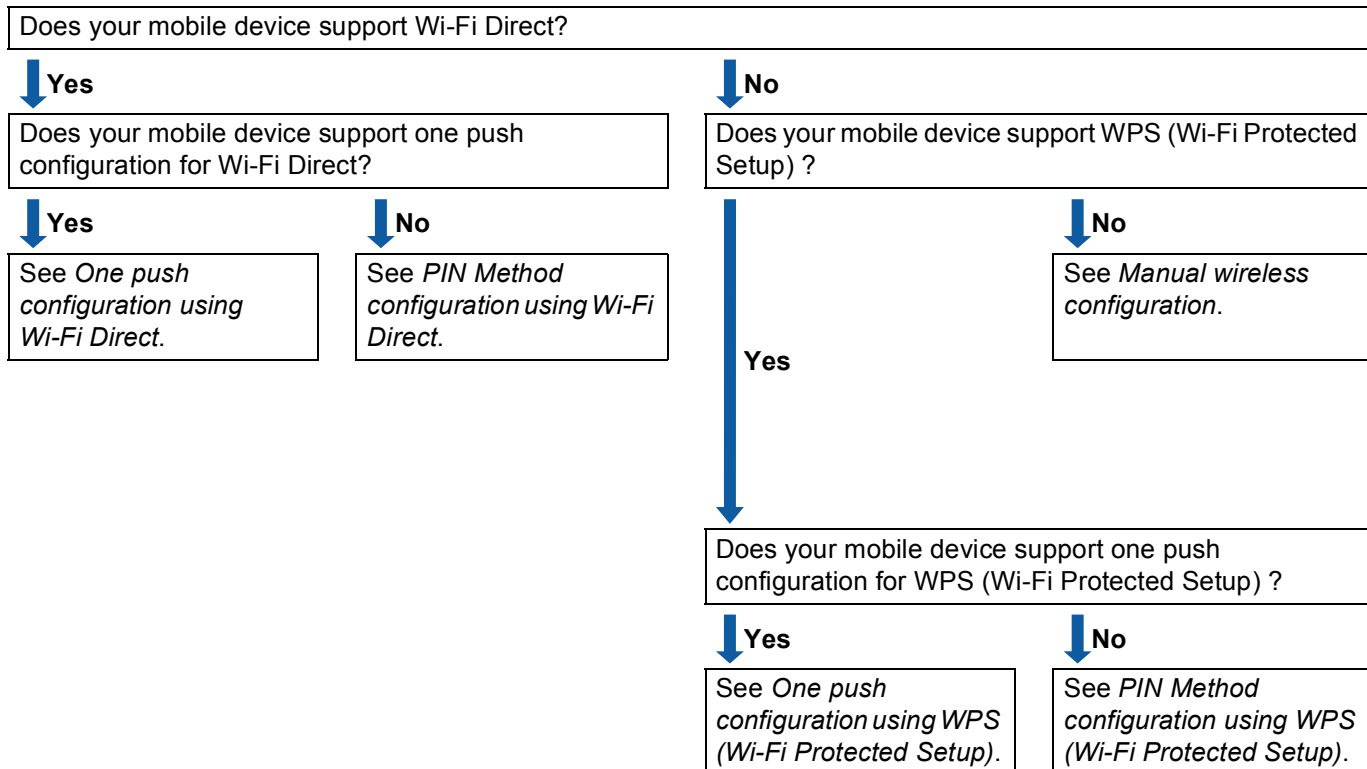 Does your mobile device support Wi-Fi Direct?
Yes
No
Does your mobile device support one push
configuration for Wi-Fi Direct?
Does your mobile device support WPS (Wi-Fi Protected
Setup) ?
Yes
No
No
See One push
configuration using
Wi-Fi Direct.
See PIN Method
configuration using Wi-Fi
Direct.
See Manual wireless
configuration.
Yes
Does your mobile device support one push
configuration for WPS (Wi-Fi Protected Setup) ?
Yes
No
See One push
configuration using WPS
(Wi-Fi Protected Setup).
See PIN Method
configuration using WPS
(Wi-Fi Protected Setup).